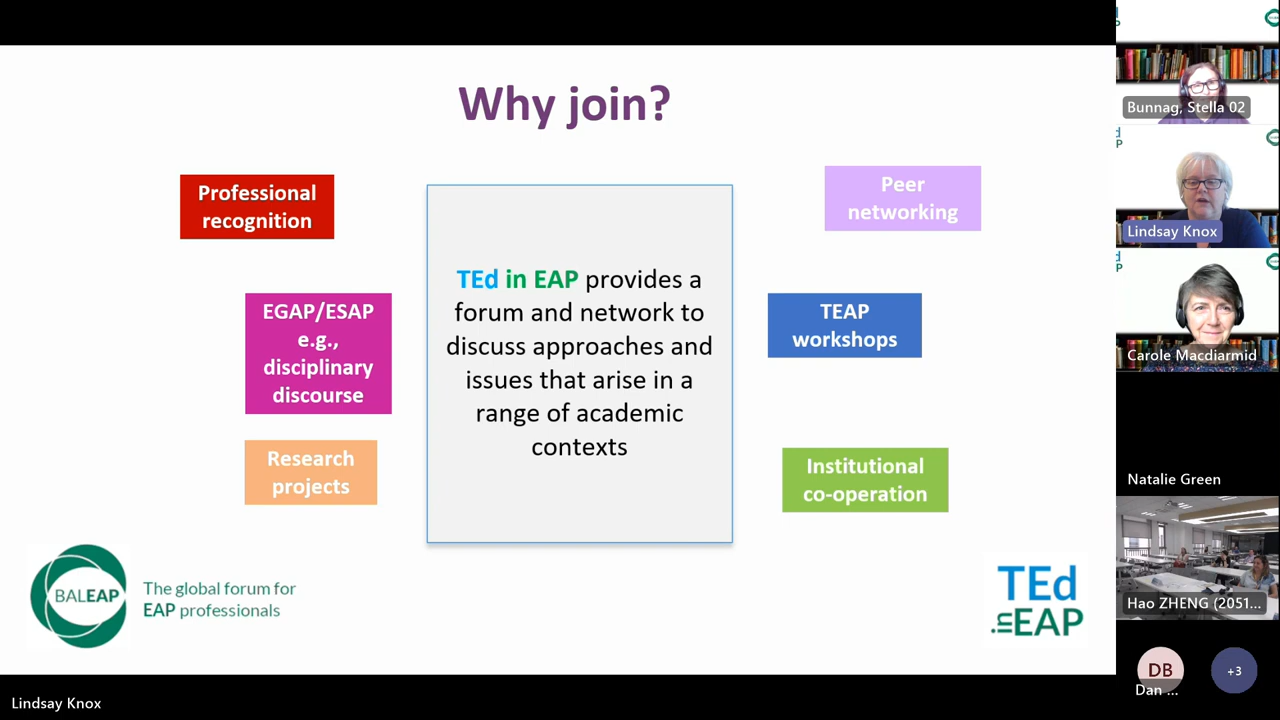 Why join?
Professional
recognition
EGAP/ESAP
e.g.,
disciplinary
discourse
Research
projects
TEd in EAP provides a
forum and network to
discuss approaches and
issues that arise in a
range of academic
contexts
Peer
networking
TEAP
workshops
Institutional
co-operation
BALEAP
The global forum for
EAP professionals
TEd
.in EAP
Lindsay Knox
Bunnag, Stella 02
Lindsay Knox
Carole Macdiarmid
Natalie Green
Hao ZHENG (2051...
DB
Dan ...
+3